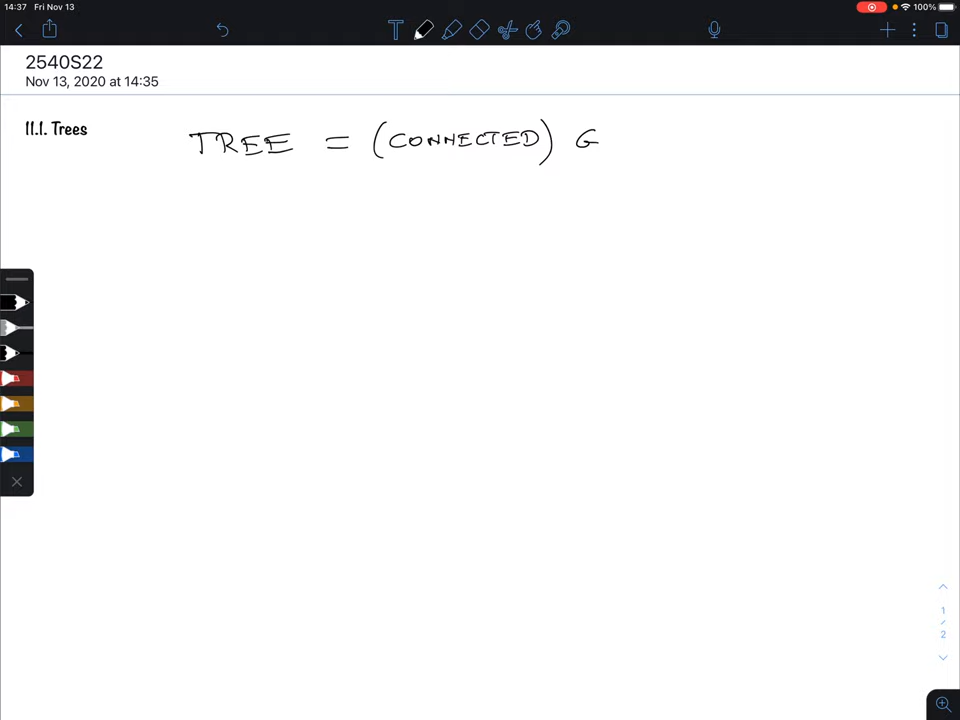 14:37 Fri Nov 13 100%
2540S22
Nov 13, 2020 at 14:35
11.1. Trees
TREE = (CONNECTED) G
1
2